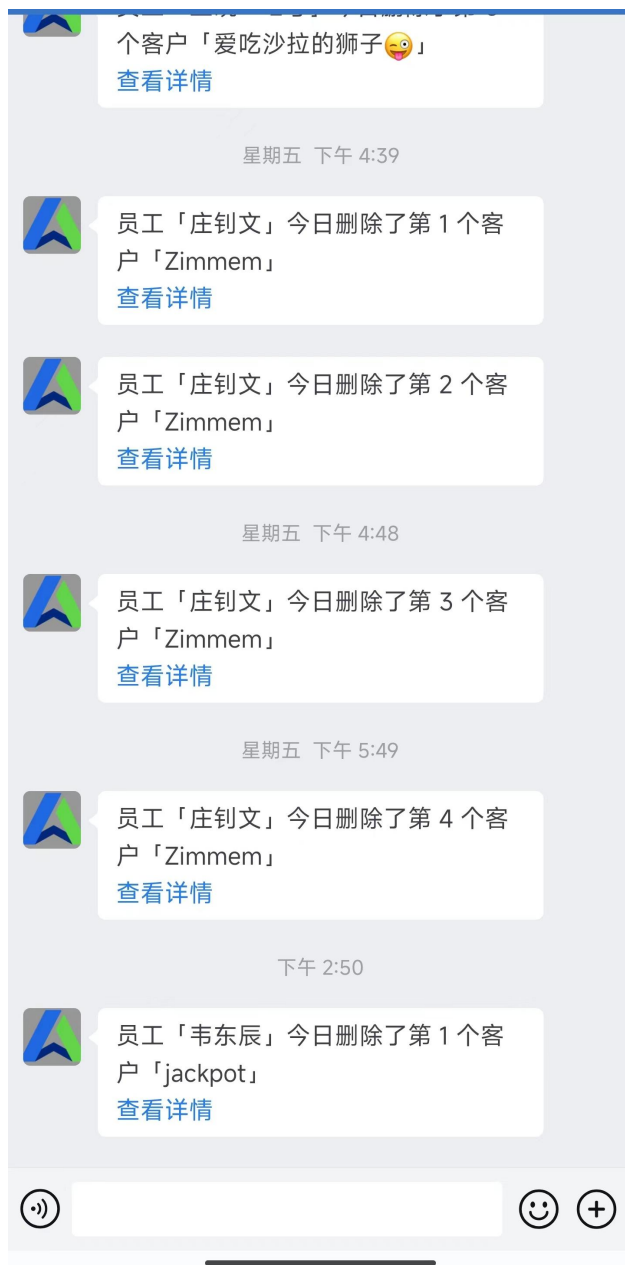 个客户「爱吃沙拉的狮子😜」
查看详情
星期五 下午 4:39
员工「庄钊文」今日删除了第 1 个客
户「Zimmem」
查看详情
员工「庄钊文」今日删除了第 2 个客
户「Zimmem」
查看详情
星期五 下午 4:48
员工「庄钊文」今日删除了第 3 个客
户「Zimmem」
查看详情
星期五 下午 5:49
员工「庄钊文」今日删除了第 4 个客
户「Zimmem」
查看详情
下午 2:50
员工「韦东辰」今日删除了第 1 个客
户「jackpot」
查看详情